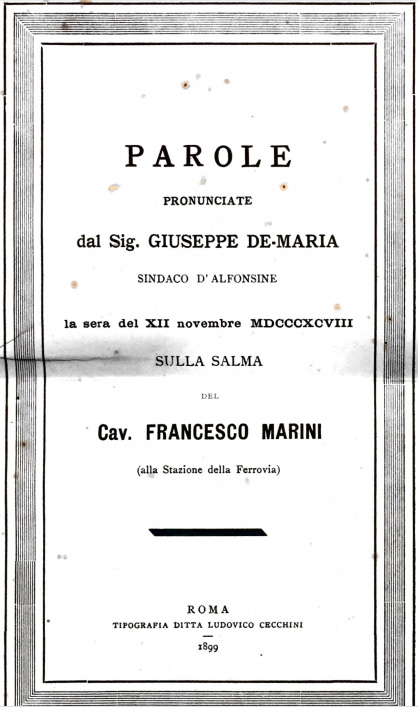 PAROLE
PRONUNCIATE
dal Sig. GIUSEPPE DE-MARIA
SINDACO D'ALFONSINE
la sera del XII novembre MDCCCXCVIII
SULLA SALMA
DEL
Cav. FRANCESCO MARINI
(alla Stazione della Ferrovia)
ROMA
TIPOGRAFIA DITTA LUDOVICO CECCHINI
1899